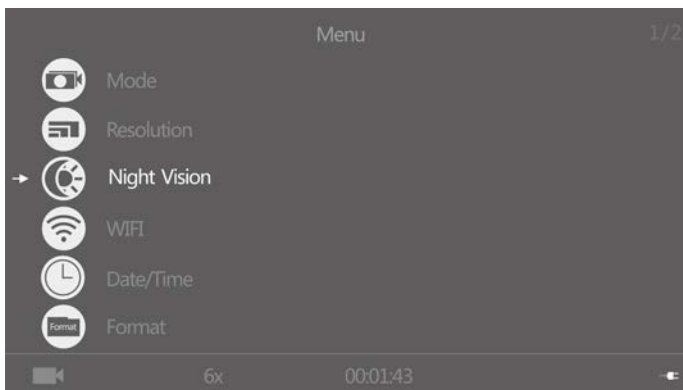 Menu 1/2
Mode
Resolution
Night Vision
WIFI
Date/Time
Format
Format
6x 00:01:43